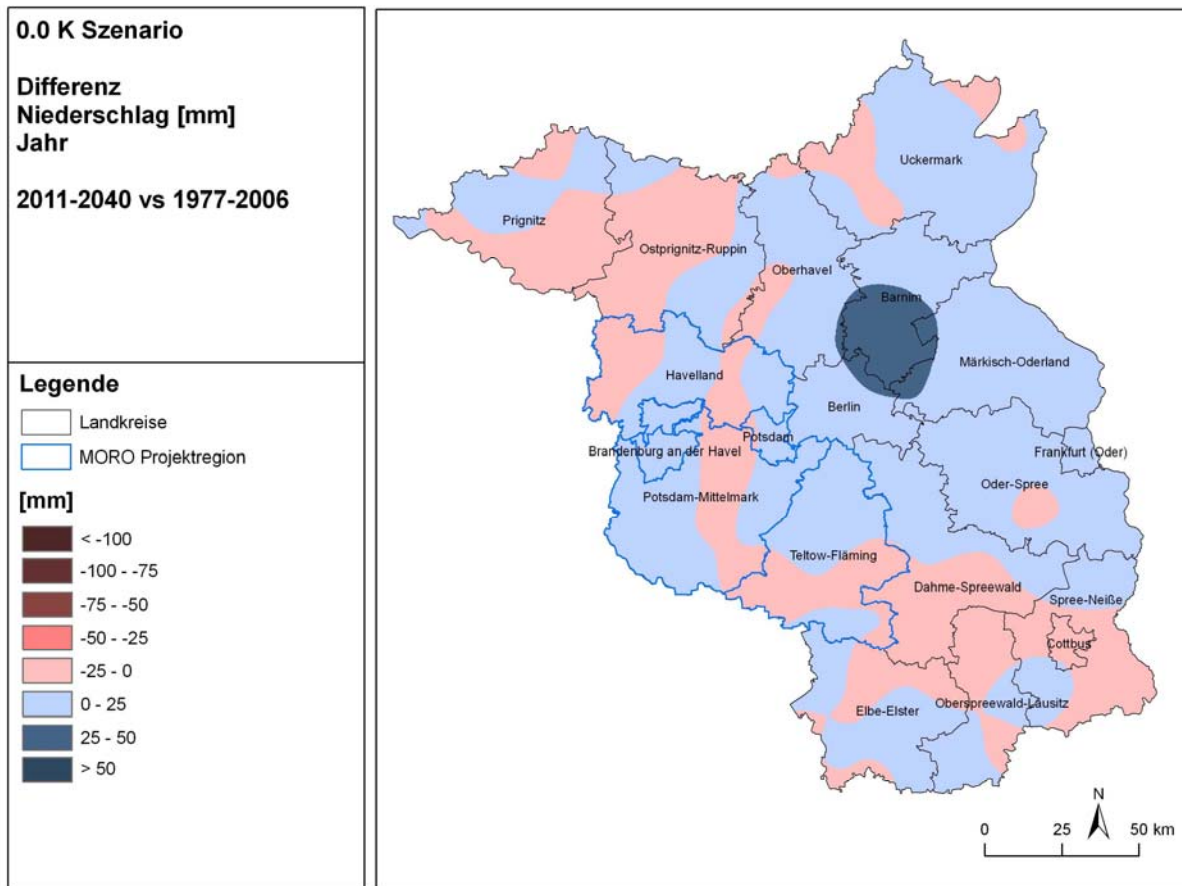 0.0 K Szenario
Differenz
Niederschlag [mm]
Jahr
2011-2040 vs 1977-2006
Legende
Landkreise
MORO Projektregion
[mm]
< -100
-100 - -75
-75 - -50
-50 - -25
-25 - 0
0 - 25
25 - 50
> 50
Uckermark
Prignitz
Ostprignitz-Ruppin
Oberhavel
Barnim
Märkisch-Oderland
Havelland
Berlin
Potsdam
Brandenburg an der Havel
Frankfurt (Oder)
Oder-Spree
Potsdam-Mittelmark
Teltow-Fläming
Dahme-Spreewald
Spree-Neiße
Cottbus
Elbe-Elster
Oberspreewald-Lausitz
N
0 25 50 km